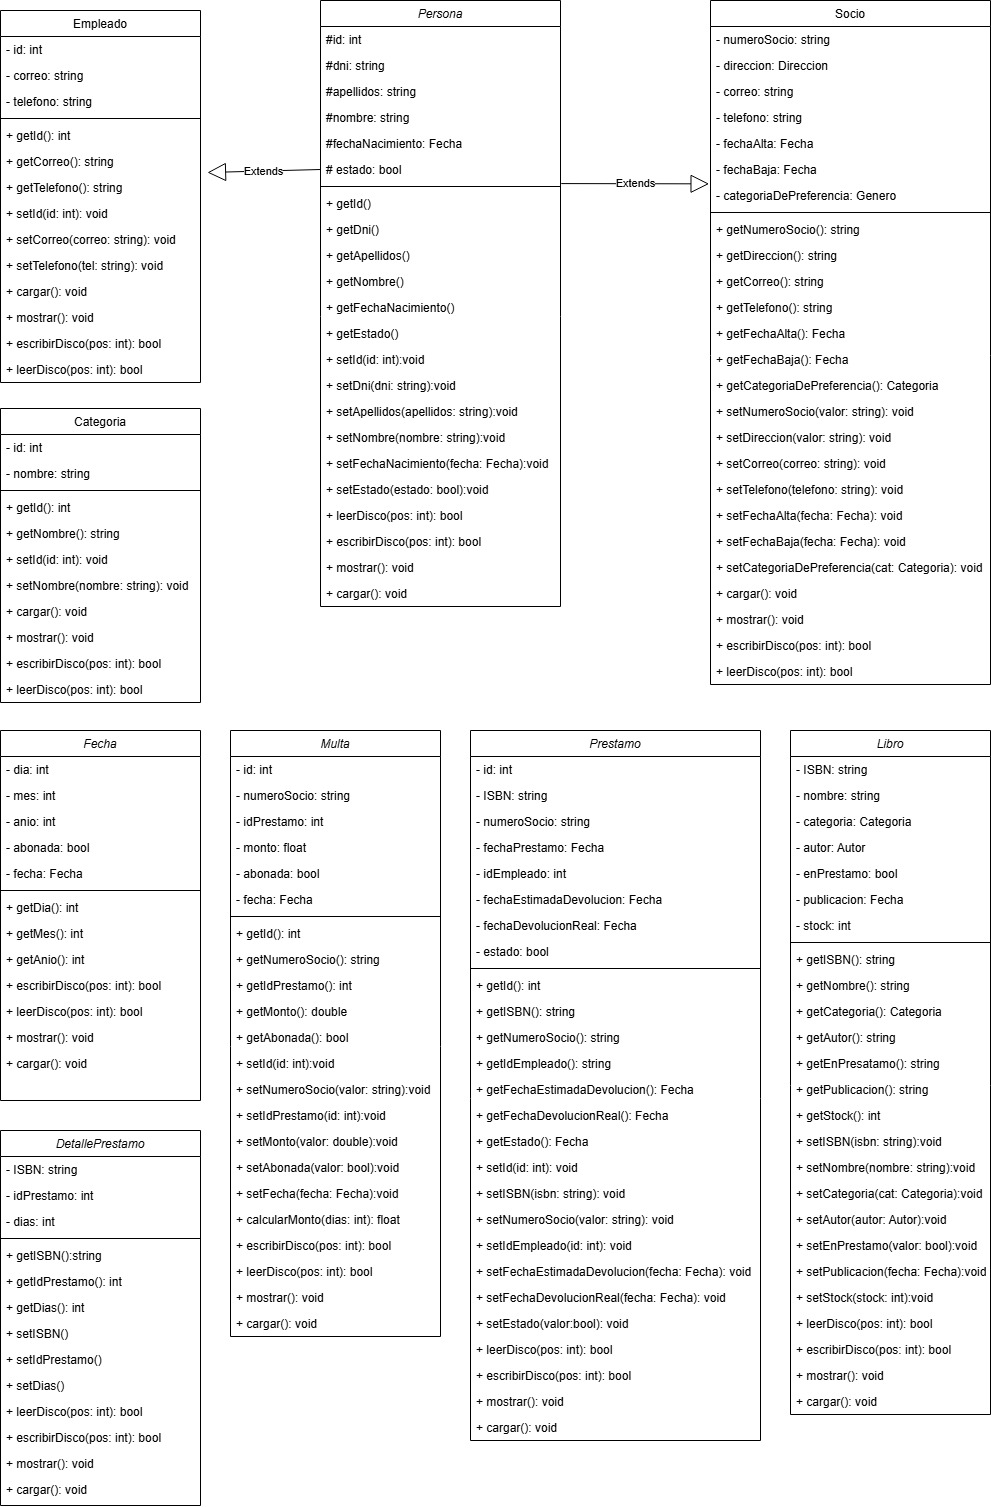 Empleado
- id: int
- correo: string
- telefono: string
+ getId(): int
+ getCorreo(): string
+ getTelefono(): string
+ setId(id: int): void
+ setCorreo(correo: string): void
+ setTelefono(tel: string): void
+ cargar(): void
+ mostrar(): void
+ escribirDisco(pos: int): bool
+ leerDisco(pos: int): bool
Extends
Persona
#id: int
#dni: string
#apellidos: string
#nombre: string
#fechaNacimiento: Fecha
# estado: bool
+ getId()
+ getDni()
+ getApellidos()
+ getNombre()
+ getFechaNacimiento()
+ getEstado()
+ setId(id: int):void
+ setDni(dni: string):void
+ setApellidos(apellidos: string):void
+ setNombre(nombre: string):void
+ setFechaNacimiento(fecha: Fecha):void
+ setEstado(estado: bool):void
+ leerDisco(pos: int): bool
+ escribirDisco(pos: int): bool
+ mostrar(): void
+ cargar(): void
Extends
Socio
- numeroSocio: string
- direccion: Direccion
- correo: string
- telefono: string
- fechaAlta: Fecha
- fechaBaja: Fecha
- categoriaDePreferencia: Genero
+ getNumeroSocio(): string
+ getDireccion(): string
+ getCorreo(): string
+ getTelefono(): string
+ getFechaAlta(): Fecha
+ getFechaBaja(): Fecha
+ getCategoriaDePreferencia(): Categoria
+ setNumeroSocio(valor: string): void
+ setDireccion(valor: string): void
+ setCorreo(correo: string): void
+ setTelefono(telefono: string): void
+ setFechaAlta(fecha: Fecha): void
+ setFechaBaja(fecha: Fecha): void
+ setCategoriaDePreferencia(cat: Categoria): void
+ cargar(): void
+ mostrar(): void
+ escribirDisco(pos: int): bool
+ leerDisco(pos: int): bool
Categoria
- id: int
- nombre: string
+ getId(): int
+ getNombre(): string
+ setId(id: int): void
+ setNombre(nombre: string): void
+ cargar(): void
+ mostrar(): void
+ escribirDisco(pos: int): bool
+ leerDisco(pos: int): bool
Fecha
- dia: int
- mes: int
- anio: int
- abonada: bool
- fecha: Fecha
+ getDia(): int
+ getMes(): int
+ getAnio(): int
+ escribirDisco(pos: int): bool
+ leerDisco(pos: int): bool
+ mostrar(): void
+ cargar(): void
Multa
- id: int
- numeroSocio: string
- idPrestamo: int
- monto: float
- abonada: bool
- fecha: Fecha
+ getId(): int
+ getNumeroSocio(): string
+ getIdPrestamo(): int
+ getMonto(): double
+ getAbonada(): bool
+ setId(id: int):void
+ setNumeroSocio(valor: string):void
+ setIdPrestamo(id: int):void
+ setMonto(valor: double):void
+ setAbonada(valor: bool):void
+ setFecha(fecha: Fecha):void
+ calcularMonto(dias: int): float
+ escribirDisco(pos: int): bool
+ leerDisco(pos: int): bool
+ mostrar(): void
+ cargar(): void
Prestamo
- id: int
- ISBN: string
- numeroSocio: string
- fechaPrestamo: Fecha
- idEmpleado: int
- fechaEstimadaDevolucion: Fecha
- fechaDevolucionReal: Fecha
- estado: bool
+ getId(): int
+ getISBN(): string
+ getNumeroSocio(): string
+ getIdEmpleado(): string
+ getFechaEstimadaDevolucion(): Fecha
+ getFechaDevolucionReal(): Fecha
+ getEstado(): Fecha
+ setId(id: int): void
+ setISBN(isbn: string): void
+ setNumeroSocio(valor: string): void
+ setIdEmpleado(id: int): void
+ setFechaEstimadaDevolucion(fecha: Fecha): void
+ setFechaDevolucionReal(fecha: Fecha): void
+ setEstado(valor:bool): void
+ leerDisco(pos: int): bool
+ escribirDisco(pos: int): bool
+ mostrar(): void
+ cargar(): void
Libro
- ISBN: string
- nombre: string
- categoria: Categoria
- autor: Autor
- enPrestamo: bool
- publicacion: Fecha
- stock: int
+ getISBN(): string
+ getNombre(): string
+ getCategoria(): Categoria
+ getAutor(): string
+ getEnPresatamo(): string
+ getPublicacion(): string
+ getStock(): int
+ setISBN(isbn: string):void
+ setNombre(nombre: string):void
+ setCategoria(cat: Categoria):void
+ setAutor(autor: Autor):void
+ setEnPrestamo(valor: bool):void
+ setPublicacion(fecha: Fecha):void
+ setStock(stock: int):void
+ leerDisco(pos: int): bool
+ escribirDisco(pos: int): bool
+ mostrar(): void
+ cargar(): void
DetallePrestamo
- ISBN: string
- idPrestamo: int
- dias: int
+ getISBN():string
+ getIdPrestamo(): int
+ getDias(): int
+ setISBN()
+ setIdPrestamo()
+ setDias()
+ leerDisco(pos: int): bool
+ escribirDisco(pos: int): bool
+ mostrar(): void
+ cargar(): void